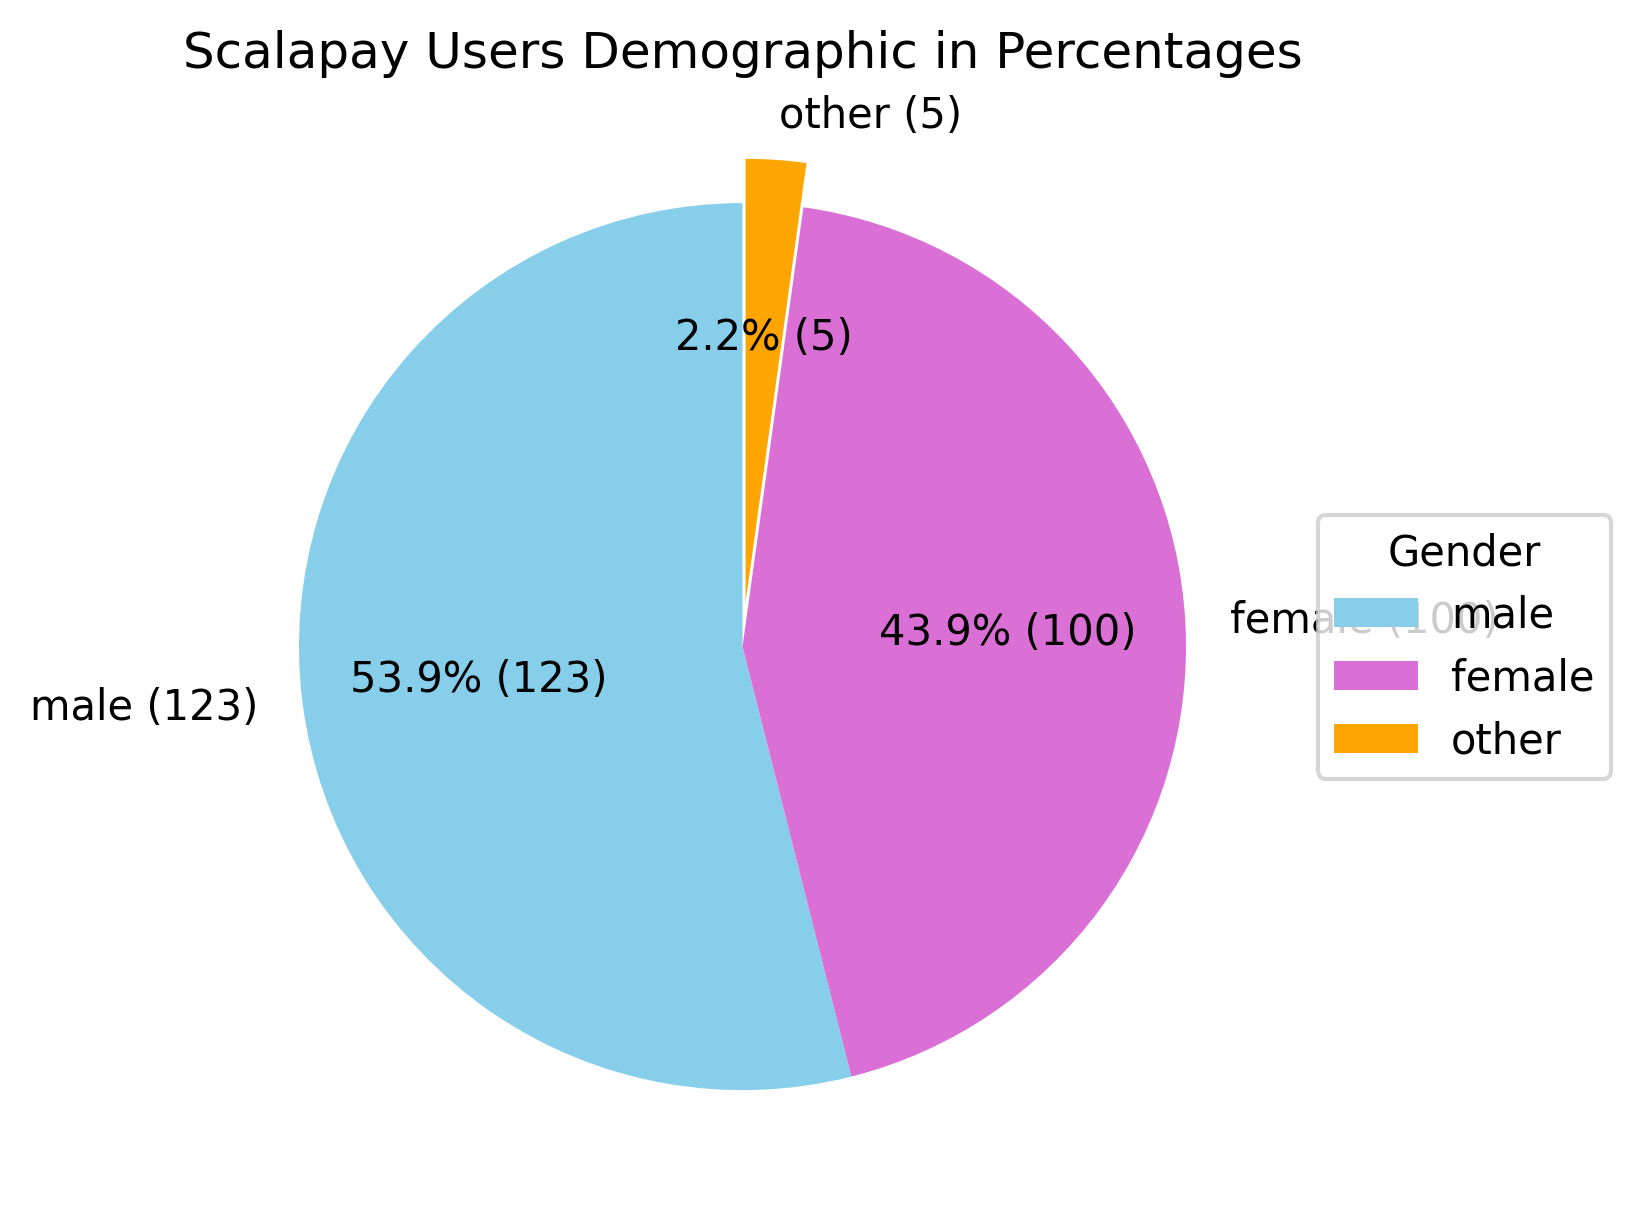 Scalapay Users Demographic in Percentages
other (5)
2.2% (5)
43.9% (100)
female (100)
53.9% (123)
male (123)
Gender
male
female
other